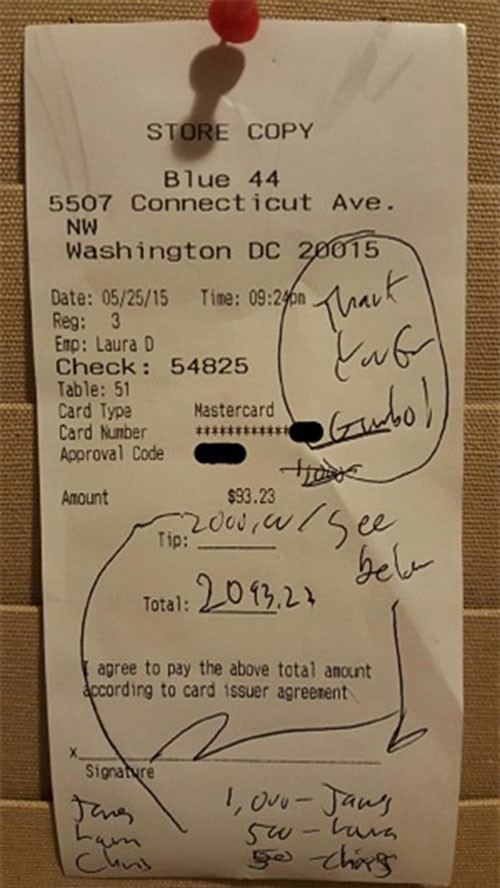 STORE COPY
Blue 44
5507 Connecticut Ave.
NW
Washington DC 20015
Date: 05/25/15 Time: 09:24pm
Reg: 3
Emp: Laura D
Check: 54825
Table: 51
Card Type Mastercard
Card Number ************
Approval Code
Thank
You for
Gumbo!
Amount $93.23
Tip: 2000.00 / See
below
Total: 2093.23
I agree to pay the above total amount
according to card issuer agreement
x
Signature
James 1,000 - James
Laura 500 - Laura
Chris 500 - Chris